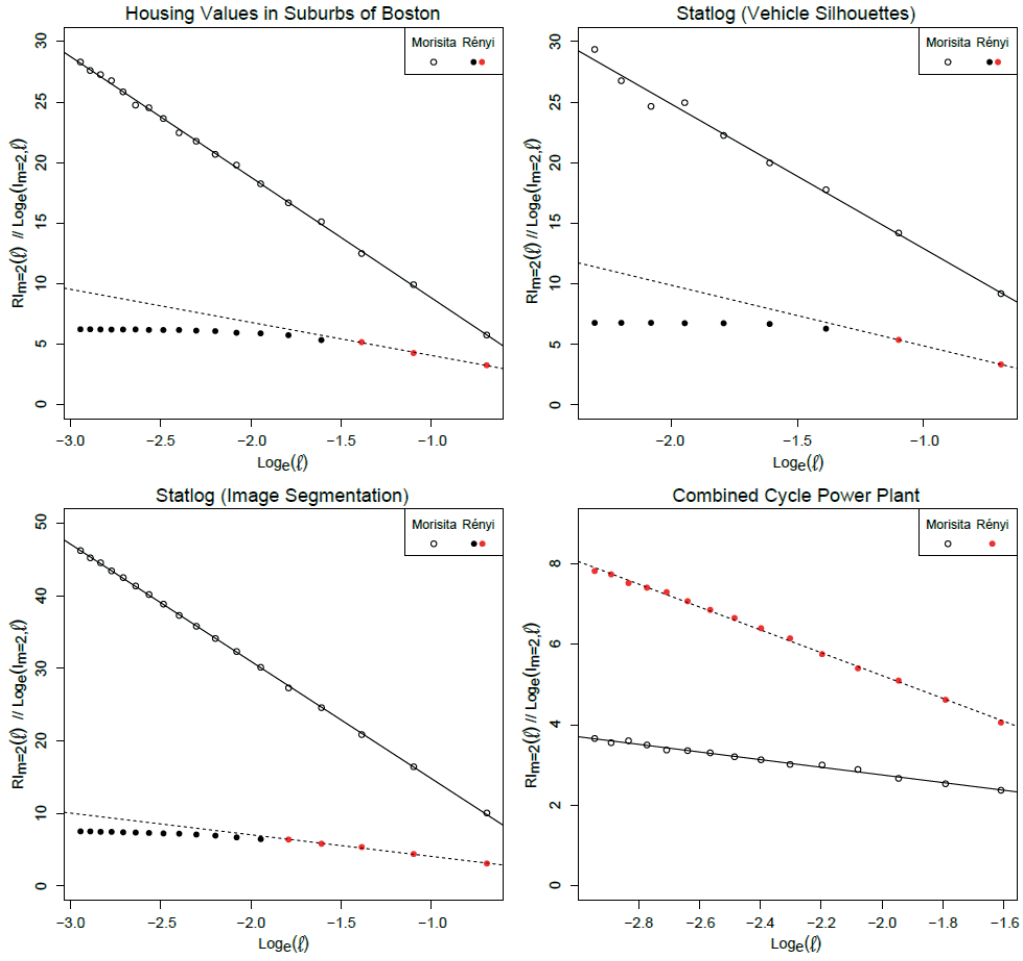 Housing Values in Suburbs of Boston
RIm=2(ℓ) // Loge(Im=2,ℓ)
30
25
20
15
10
5
0
Morisita Rényi
−3.0 −2.5 −2.0 −1.5 −1.0
Loge(ℓ)
Statlog (Vehicle Silhouettes)
RIm=2(ℓ) // Loge(Im=2,ℓ)
30
25
20
15
10
5
0
Morisita Rényi
−2.0 −1.5 −1.0
Loge(ℓ)
Statlog (Image Segmentation)
RIm=2(ℓ) // Loge(Im=2,ℓ)
50
40
30
20
10
0
Morisita Rényi
−3.0 −2.5 −2.0 −1.5 −1.0
Loge(ℓ)
Combined Cycle Power Plant
RIm=2(ℓ) // Loge(Im=2,ℓ)
8
6
4
2
0
Morisita Rényi
−2.8 −2.6 −2.4 −2.2 −2.0 −1.8 −1.6
Loge(ℓ)